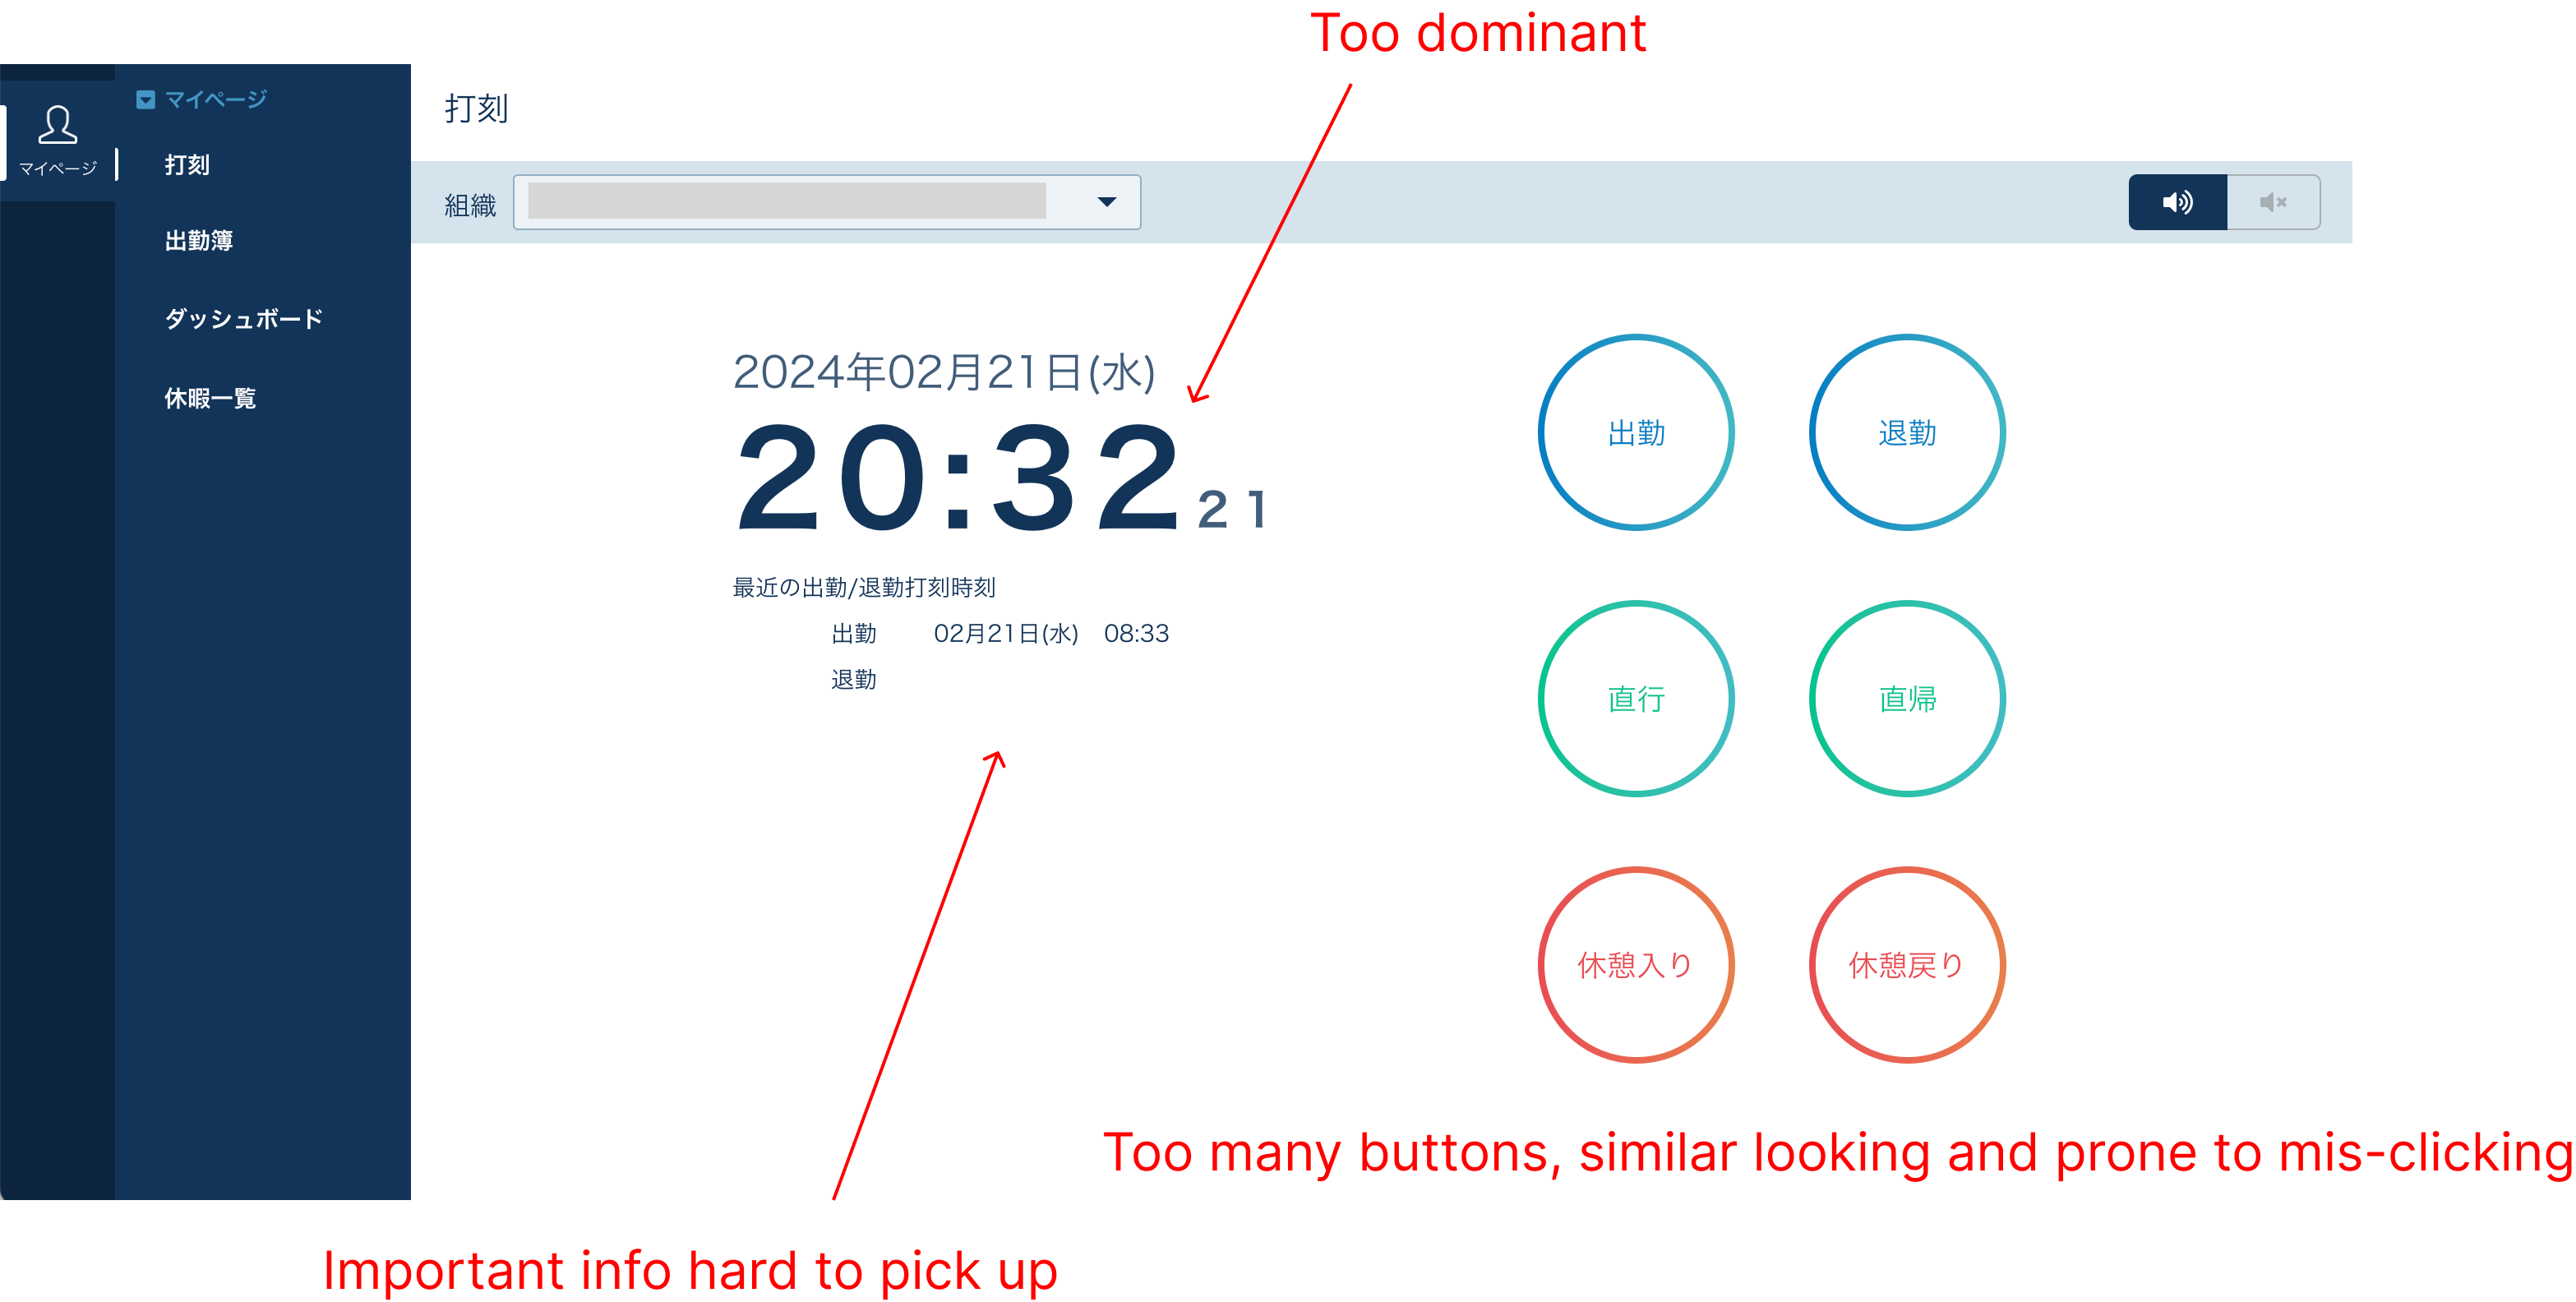 Too dominant
マイページ
マイページ
打刻
出勤簿
ダッシュボード
休暇一覧
打刻
組織
2024年02月21日(水)
20:32 21
最近の出勤/退勤打刻時刻
出勤 02月21日(水) 08:33
退勤
出勤 退勤
直行 直帰
休憩入り 休憩戻り
Too many buttons, similar looking and prone to mis-clicking
Important info hard to pick up